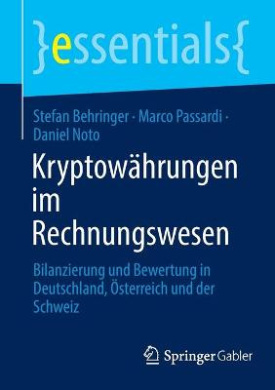 }essentials{
Stefan Behringer · Marco Passardi ·
Daniel Noto
Kryptowährungen
im
Rechnungswesen
Bilanzierung und Bewertung in
Deutschland, Österreich und der
Schweiz
Springer Gabler